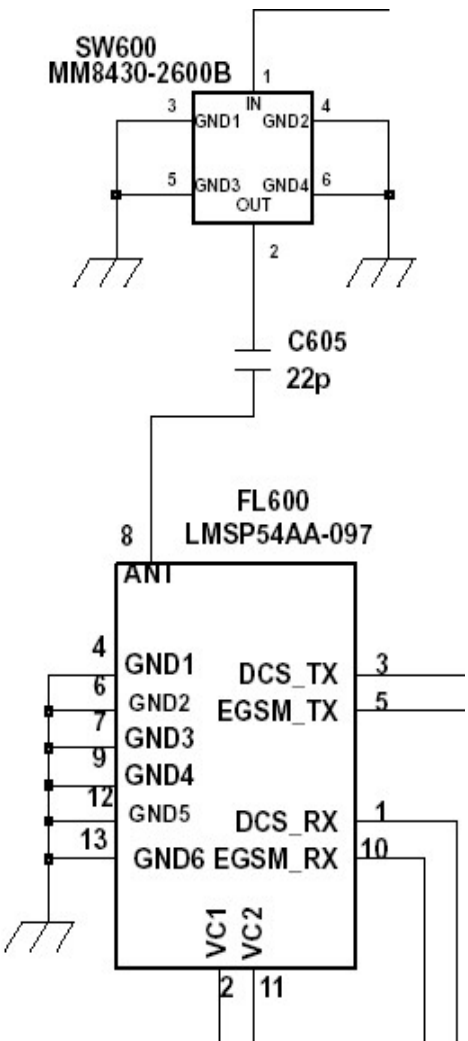 SW600
MM8430-2600B
1
3
IN
4
GND1
GND2
5
GND3
GND4
6
OUT
2
C605
22p
FL600
8
LMSP54AA-097
ANT
4
GND1
DCS_TX
3
6
GND2
EGSM_TX
5
7
GND3
9
GND4
12
GND5
DCS_RX
1
13
GND6
EGSM_RX
10
VC1
VC2
2
11